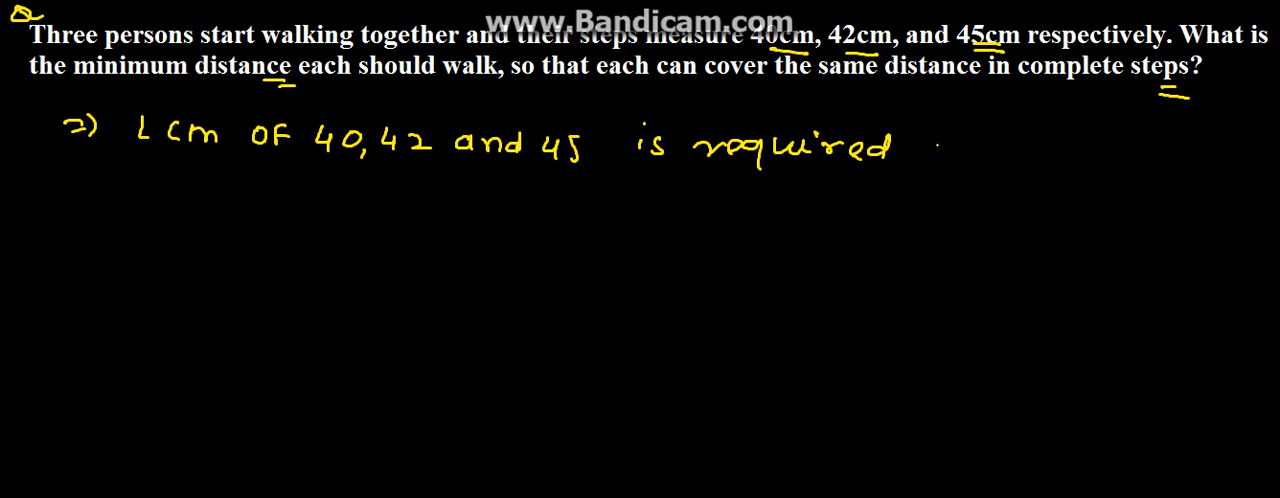 Q
www.Bandicam.com
Three persons start walking together and their steps measure 40cm, 42cm, and 45cm respectively. What is
the minimum distance each should walk, so that each can cover the same distance in complete steps?
=) LCM OF 40, 42 and 45 is required .